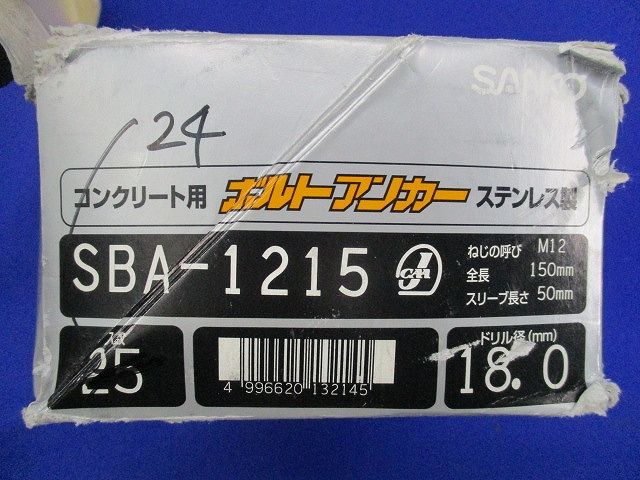 SANKO
24
コンクリート用 ボルトアンカー ステンレス製
SBA-1215
ねじの呼び M12
全長 150mm
スリーブ長さ 50mm
入数
25
4 996620 132145
ドリル径(mm)
18.0